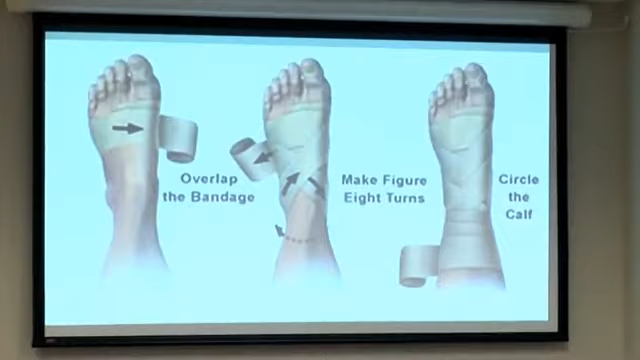 Overlap
the Bandage
Make Figure
Eight Turns
Circle
the
Calf